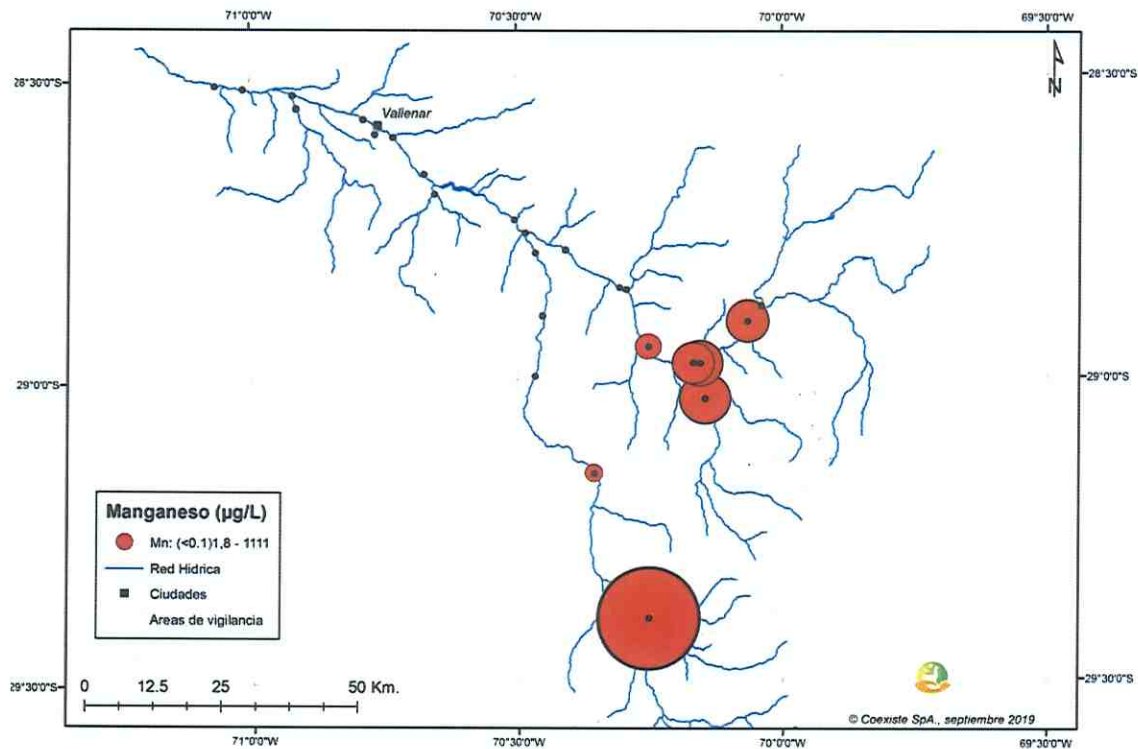 71°0'0"W 70°30'0"W 70°0'0"W 69°30'0"W
28°30'0"S 28°30'0"S
N
Vallenar
29°0'0"S 29°0'0"S
Manganeso (µg/L)
Mn: (<0.1)1,8 - 1111
Red Hídrica
Ciudades
Areas de vigilancia
29°30'0"S 29°30'0"S
0 12.5 25 50 Km.
© Coexiste SpA., septiembre 2019
71°0'0"W 70°30'0"W 70°0'0"W 69°30'0"W